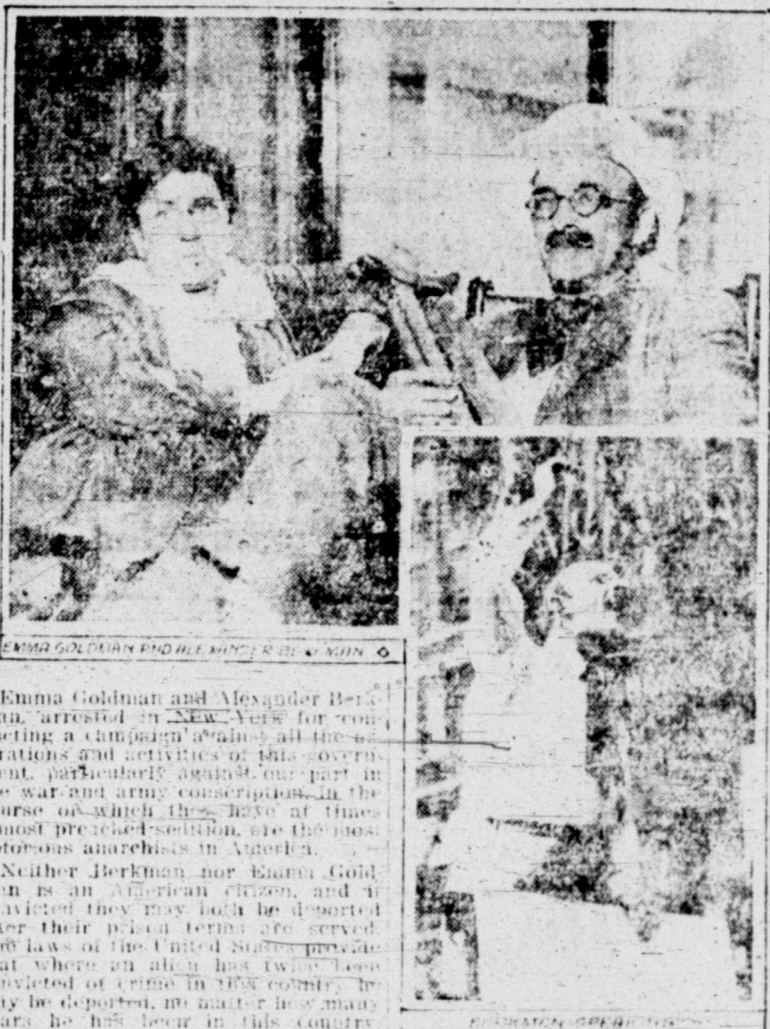 EMMA GOLDMAN AND ALEXANDER BERKMAN
Emma Goldman and Alexander Berk-
an, arrested in New York for con-
cting a campaign against all the
rations and activities of this govern-
ent, particularly against our part in
e war and army conscription, in the
urse of which they have at times
most preached sedition, are the most
otorious anarchists in America.
Neither Berkman nor Emma Gold-
an is an American citizen, and if
nvicted they may both be deported
ter their prison terms are served.
laws of the United States provide
at where an alien has twice been
nvicted of crime in this country he
ay be deported, no matter how many
ars he has been in this country.
BERKMAN SPEAKING